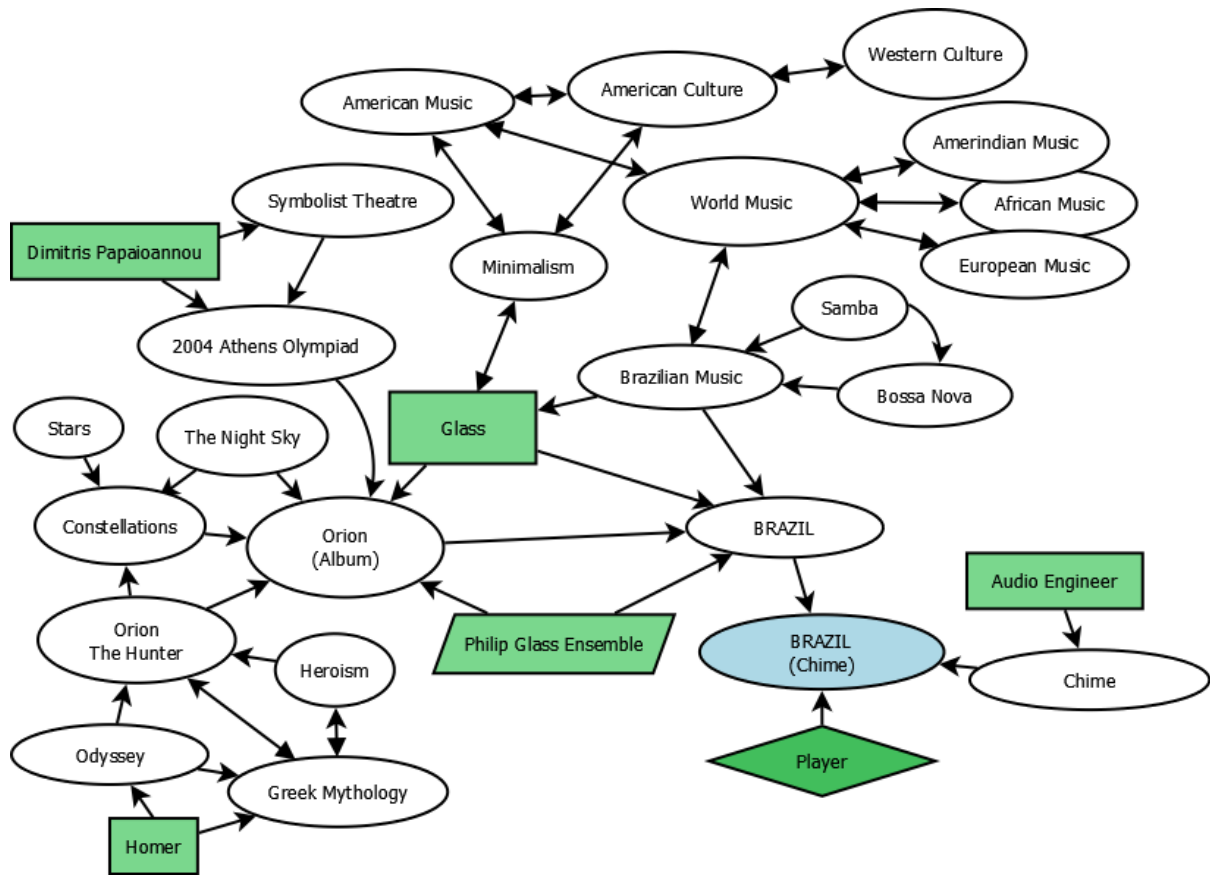 Western Culture
American Culture
American Music
Amerindian Music
Symbolist Theatre
World Music
African Music
Dimitris Papaioannou
Minimalism
European Music
Samba
2004 Athens Olympiad
Brazilian Music
Bossa Nova
Stars
The Night Sky
Glass
Constellations
Orion
(Album)
BRAZIL
Audio Engineer
Orion
The Hunter
Philip Glass Ensemble
BRAZIL
(Chime)
Heroism
Chime
Odyssey
Player
Greek Mythology
Homer